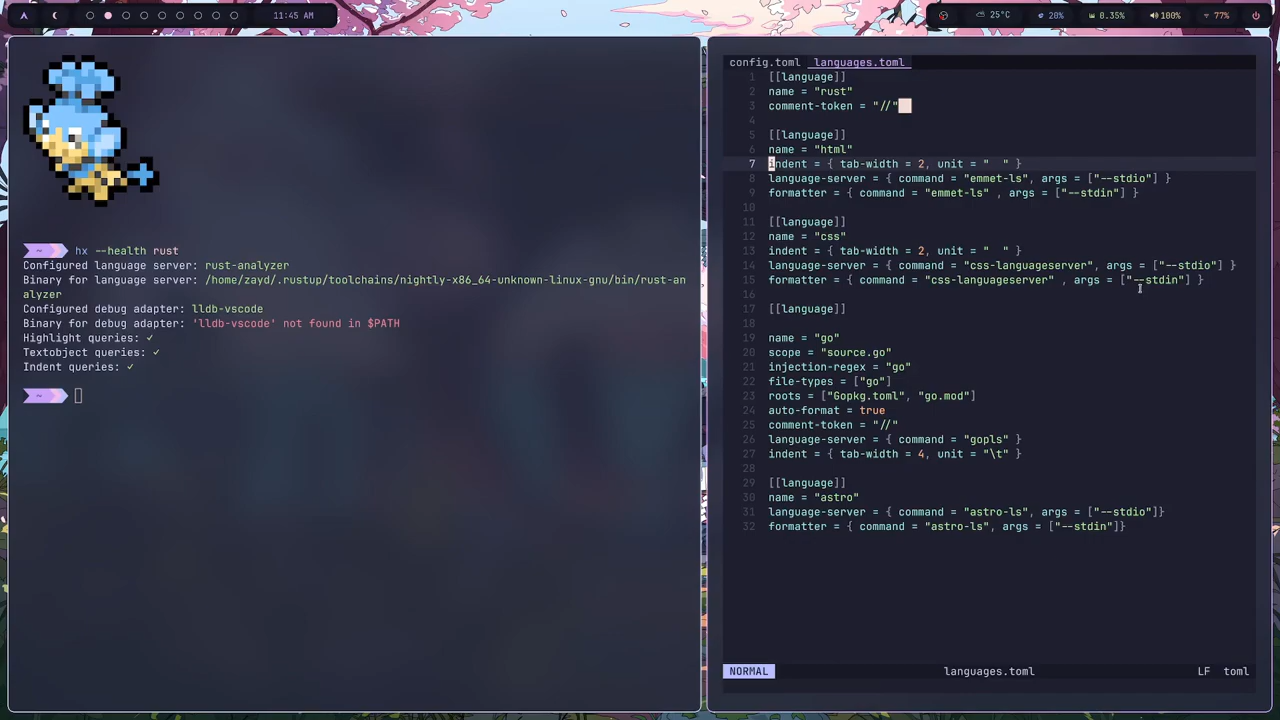 11:45 AM
25°C
20%
8.35%
100%
77%
~ hx --health rust
Configured language server: rust-analyzer
Binary for language server: /home/zayd/.rustup/toolchains/nightly-x86_64-unknown-linux-gnu/bin/rust-an
alyzer
Configured debug adapter: lldb-vscode
Binary for debug adapter: 'lldb-vscode' not found in $PATH
Highlight queries: ✓
Textobject queries: ✓
Indent queries: ✓
~
config.toml languages.toml
1 [[language]]
2 name = "rust"
3 comment-token = "//"
4
5 [[language]]
6 name = "html"
7 indent = { tab-width = 2, unit = "  " }
8 language-server = { command = "emmet-ls", args = ["--stdio"] }
9 formatter = { command = "emmet-ls" , args = ["--stdin"] }
10
11 [[language]]
12 name = "css"
13 indent = { tab-width = 2, unit = "  " }
14 language-server = { command = "css-languageserver", args = ["--stdio"] }
15 formatter = { command = "css-languageserver" , args = ["--stdin"] }
16
17 [[language]]
18
19 name = "go"
20 scope = "source.go"
21 injection-regex = "go"
22 file-types = ["go"]
23 roots = ["Gopkg.toml", "go.mod"]
24 auto-format = true
25 comment-token = "//"
26 language-server = { command = "gopls" }
27 indent = { tab-width = 4, unit = "\t" }
28
29 [[language]]
30 name = "astro"
31 language-server = { command = "astro-ls", args = ["--stdio"]}
32 formatter = { command = "astro-ls", args = ["--stdin"]}
NORMAL languages.toml LF toml